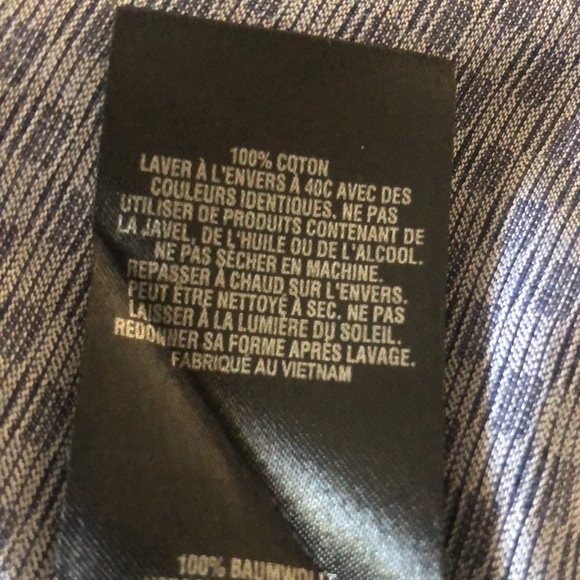 100% COTON
LAVER À L'ENVERS À 40C AVEC DES
COULEURS IDENTIQUES. NE PAS
UTILISER DE PRODUITS CONTENANT DE
LA JAVEL, DE L'HUILE OU DE L'ALCOOL.
NE PAS SÉCHER EN MACHINE.
REPASSER À CHAUD SUR L'ENVERS.
PEUT ÊTRE NETTOYÉ À SEC. NE PAS
LAISSER À LA LUMIÈRE DU SOLEIL.
REDONNER SA FORME APRÈS LAVAGE.
FABRIQUÉ AU VIETNAM
100% BAUMWOLLE